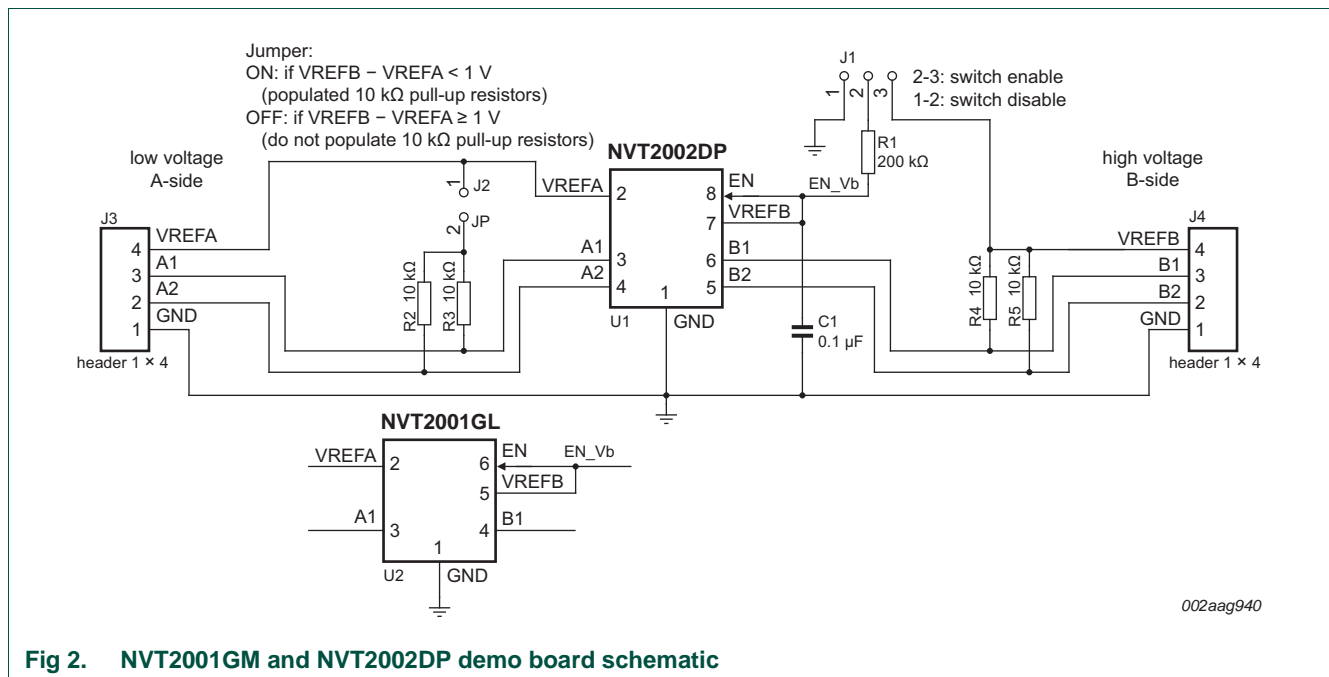 Jumper:
ON: if VREFB − VREFA < 1 V
(populated 10 kΩ pull-up resistors)
OFF: if VREFB − VREFA ≥ 1 V
(do not populate 10 kΩ pull-up resistors)
J1
1
2
3
2-3: switch enable
1-2: switch disable
R1
200 kΩ
low voltage
A-side
high voltage
B-side
NVT2002DP
VREFA
2
EN
8
EN_Vb
VREFB
7
A1
3
A2
4
B1
6
B2
5
1
GND
U1
1
J2
2
JP
R2 10 kΩ
R3 10 kΩ
C1
0.1 µF
R4 10 kΩ
R5 10 kΩ
J3
4
VREFA
3
A1
2
A2
1
GND
header 1 × 4
J4
VREFB
4
B1
3
B2
2
GND
1
header 1 × 4
NVT2001GL
VREFA
2
EN
6
EN_Vb
VREFB
5
A1
3
B1
4
1
GND
U2
002aag940
Fig 2. NVT2001GM and NVT2002DP demo board schematic